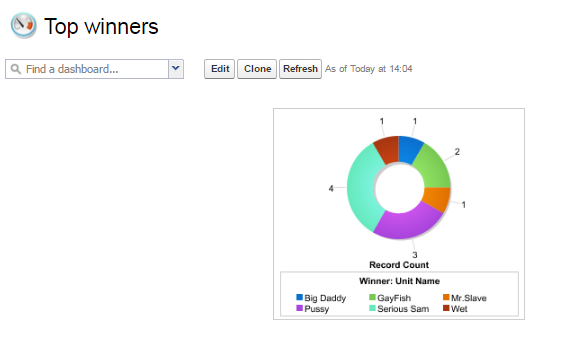 Top winners
Find a dashboard...
Edit Clone Refresh As of Today at 14:04
1 1
2
4
1
3
Record Count
Winner: Unit Name
Big Daddy GayFish Mr.Slave
Pussy Serious Sam Wet